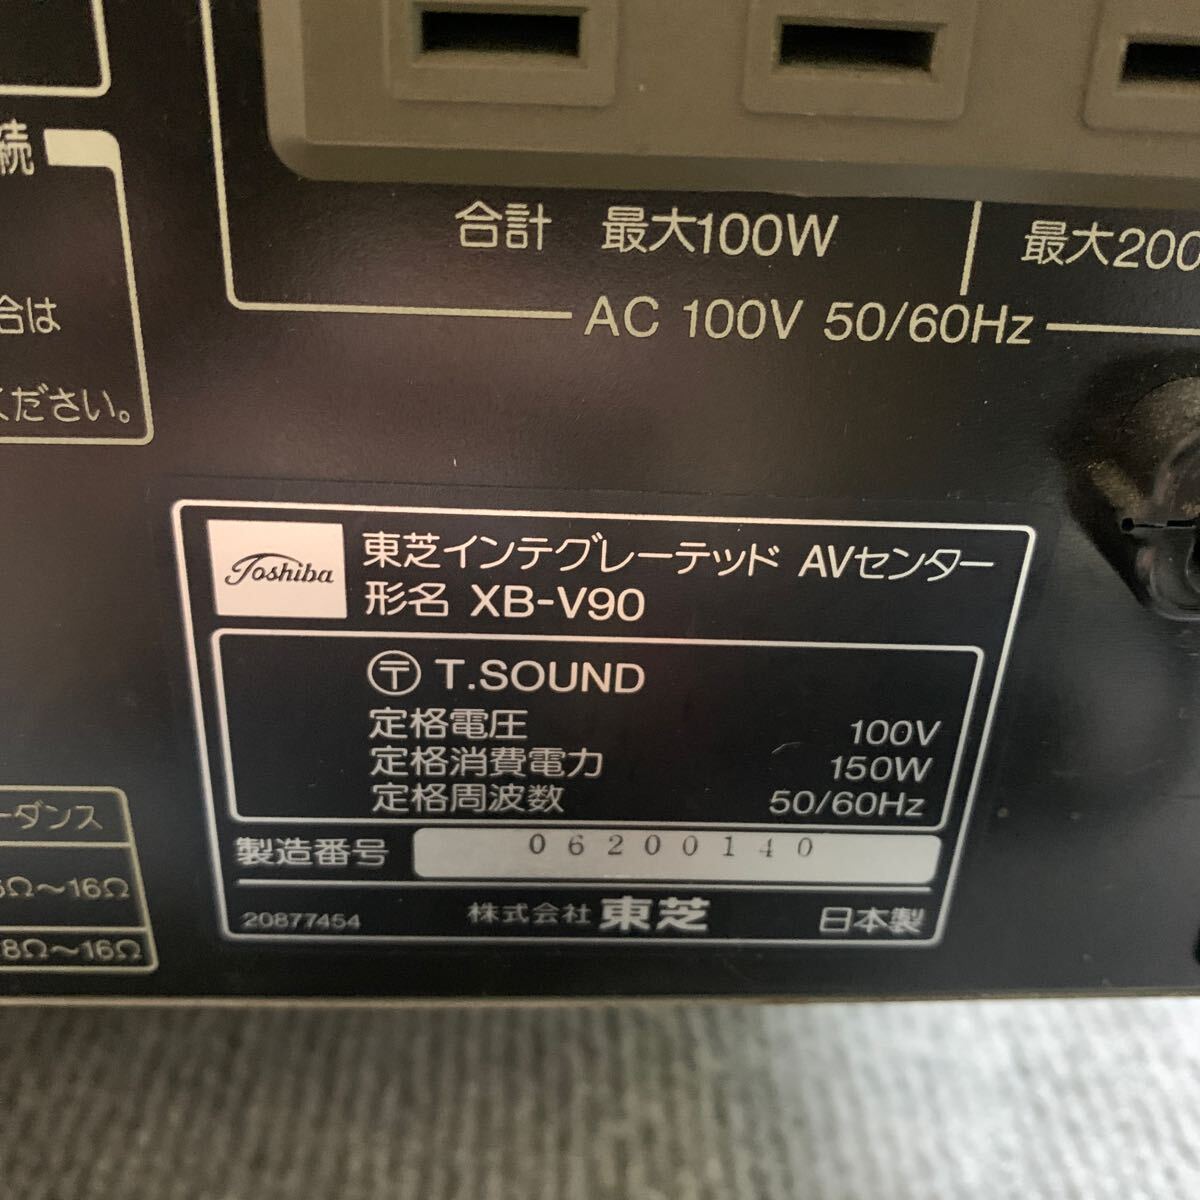 続
合計 最大100W
最大200
合は
AC 100V 50/60Hz
ください。
Toshiba
東芝インテグレーテッド AVセンター
形名 XB-V90
〒 T.SOUND
定格電圧 100V
定格消費電力 150W
定格周波数 50/60Hz
ーダンス
製造番号 06200140
6Ω〜16Ω
20877454 株式会社 東芝 日本製
8Ω〜16Ω